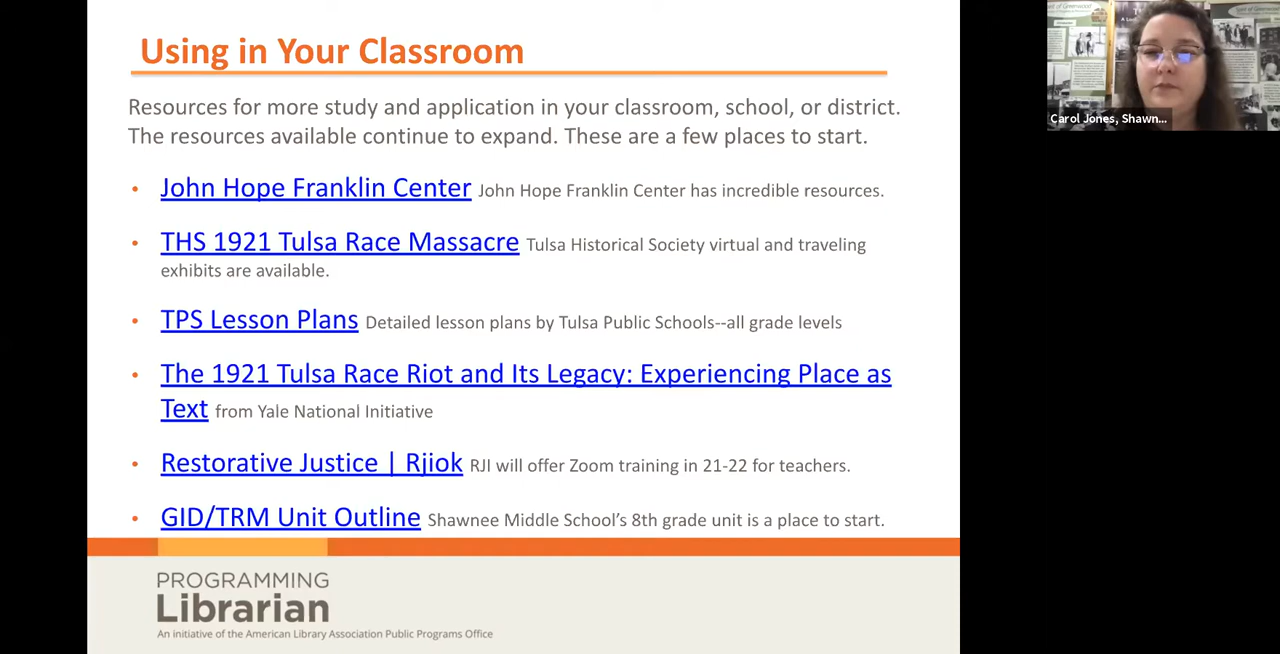 Using in Your Classroom
Resources for more study and application in your classroom, school, or district.
The resources available continue to expand. These are a few places to start.
• John Hope Franklin Center John Hope Franklin Center has incredible resources.
• THS 1921 Tulsa Race Massacre Tulsa Historical Society virtual and traveling
exhibits are available.
• TPS Lesson Plans Detailed lesson plans by Tulsa Public Schools--all grade levels
• The 1921 Tulsa Race Riot and Its Legacy: Experiencing Place as
Text from Yale National Initiative
• Restorative Justice | Rjiok RJI will offer Zoom training in 21-22 for teachers.
• GID/TRM Unit Outline Shawnee Middle School's 8th grade unit is a place to start.
PROGRAMMING
Librarian
An initiative of the American Library Association Public Programs Office
Carol Jones, Shawn...